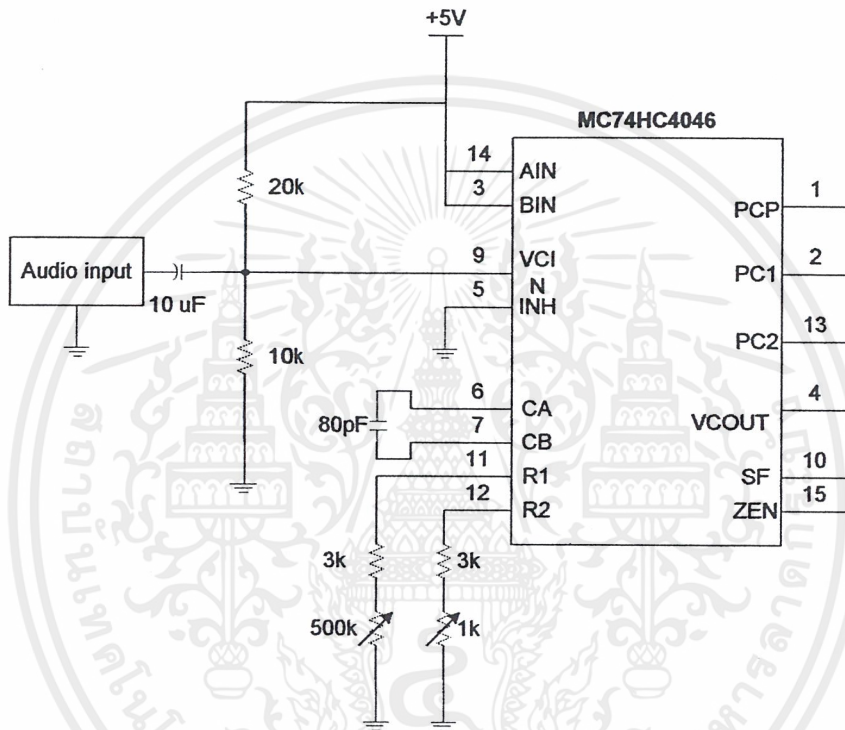 +5V
MC74HC4046
14
AIN
3
BIN
20k
PCP
1
Audio input
9
VCI
N
PC1
2
5
INH
10 uF
10k
PC2
13
6
CA
VCOUT
4
80pF
7
CB
11
R1
SF
10
12
R2
ZEN
15
3k
3k
500k
1k